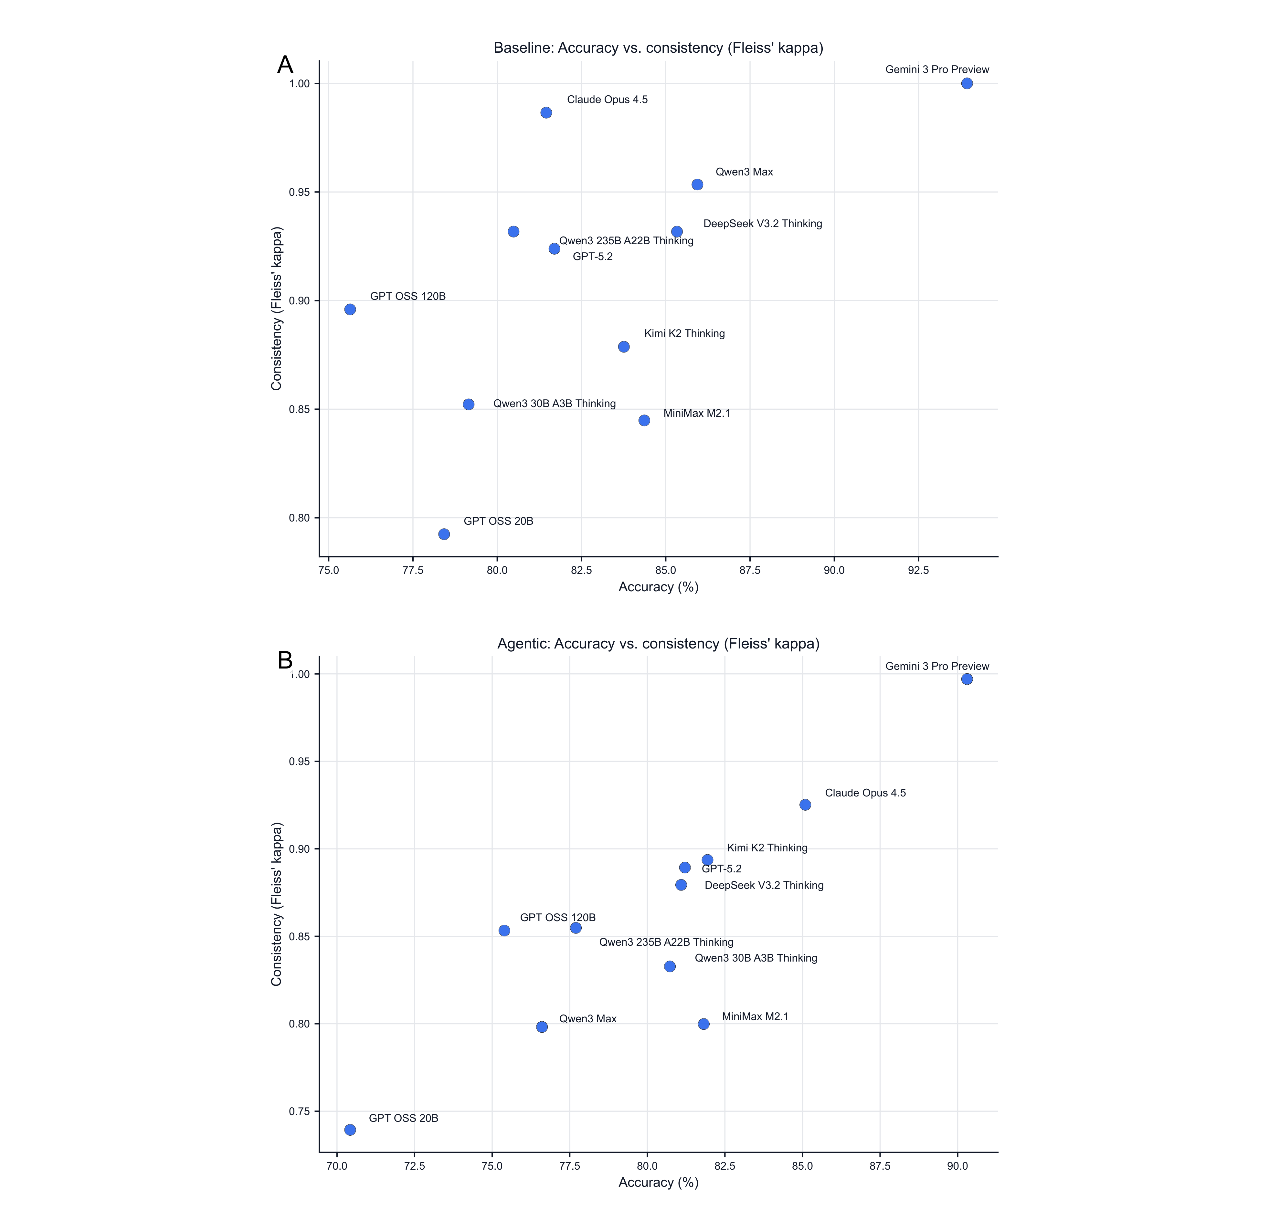 Baseline: Accuracy vs. consistency (Fleiss' kappa)
A
Gemini 3 Pro Preview
1.00
Claude Opus 4.5
Qwen3 Max
0.95
DeepSeek V3.2 Thinking
Qwen3 235B A22B Thinking
GPT-5.2
GPT OSS 120B
0.90
Kimi K2 Thinking
Qwen3 30B A3B Thinking
0.85
MiniMax M2.1
GPT OSS 20B
0.80
Consistency (Fleiss' kappa)
75.0 77.5 80.0 82.5 85.0 87.5 90.0 92.5
Accuracy (%)
Agentic: Accuracy vs. consistency (Fleiss' kappa)
B
Gemini 3 Pro Preview
1.00
0.95
Claude Opus 4.5
Kimi K2 Thinking
0.90
GPT-5.2
DeepSeek V3.2 Thinking
GPT OSS 120B
0.85
Qwen3 235B A22B Thinking
Qwen3 30B A3B Thinking
Qwen3 Max
MiniMax M2.1
0.80
GPT OSS 20B
0.75
Consistency (Fleiss' kappa)
70.0 72.5 75.0 77.5 80.0 82.5 85.0 87.5 90.0
Accuracy (%)